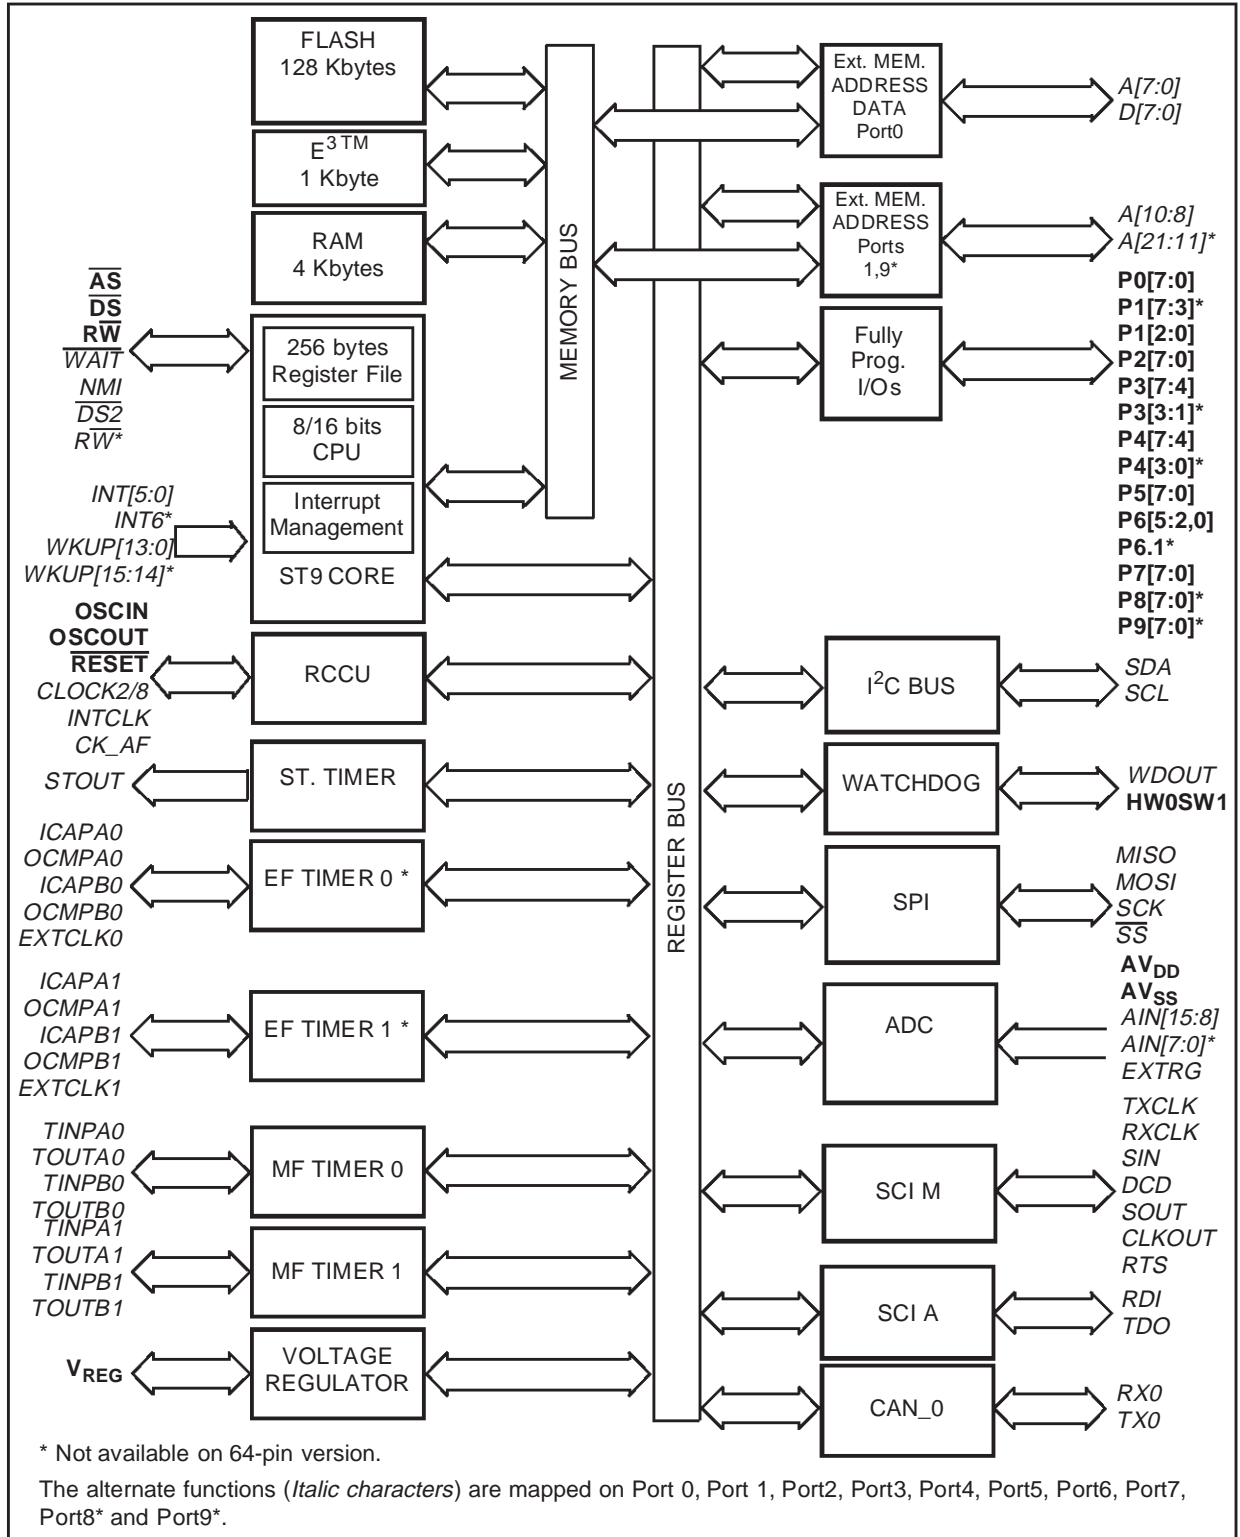 FLASH
128 Kbytes
E³ ™
1 Kbyte
RAM
4 Kbytes
AS
DS
RW
WAIT
NMI
DS2
RW*
256 bytes
Register File
8/16 bits
CPU
Interrupt
Management
ST9 CORE
INT[5:0]
INT6*
WKUP[13:0]
WKUP[15:14]*
OSCIN
OSCOUT
RESET
CLOCK2/8
INTCLK
CK_AF
RCCU
STOUT
ST. TIMER
ICAPA0
OCMPA0
ICAPB0
OCMPB0
EXTCLK0
EF TIMER 0 *
ICAPA1
OCMPA1
ICAPB1
OCMPB1
EXTCLK1
EF TIMER 1 *
TINPA0
TOUTA0
TINPB0
TOUTB0
MF TIMER 0
TINPA1
TOUTA1
TINPB1
TOUTB1
MF TIMER 1
VREG
VOLTAGE
REGULATOR
MEMORY BUS
REGISTER BUS
Ext. MEM.
ADDRESS
DATA
Port0
A[7:0]
D[7:0]
Ext. MEM.
ADDRESS
Ports
1,9*
A[10:8]
A[21:11]*
Fully
Prog.
I/Os
P0[7:0]
P1[7:3]*
P1[2:0]
P2[7:0]
P3[7:4]
P3[3:1]*
P4[7:4]
P4[3:0]*
P5[7:0]
P6[5:2,0]
P6.1*
P7[7:0]
P8[7:0]*
P9[7:0]*
I²C BUS
SDA
SCL
WATCHDOG
WDOUT
HW0SW1
SPI
MISO
MOSI
SCK
SS
ADC
AVDD
AVSS
AIN[15:8]
AIN[7:0]*
EXTRG
SCI M
TXCLK
RXCLK
SIN
DCD
SOUT
CLKOUT
RTS
SCI A
RDI
TDO
CAN_0
RX0
TX0
* Not available on 64-pin version.
The alternate functions (Italic characters) are mapped on Port 0, Port 1, Port2, Port3, Port4, Port5, Port6, Port7,
Port8* and Port9*.